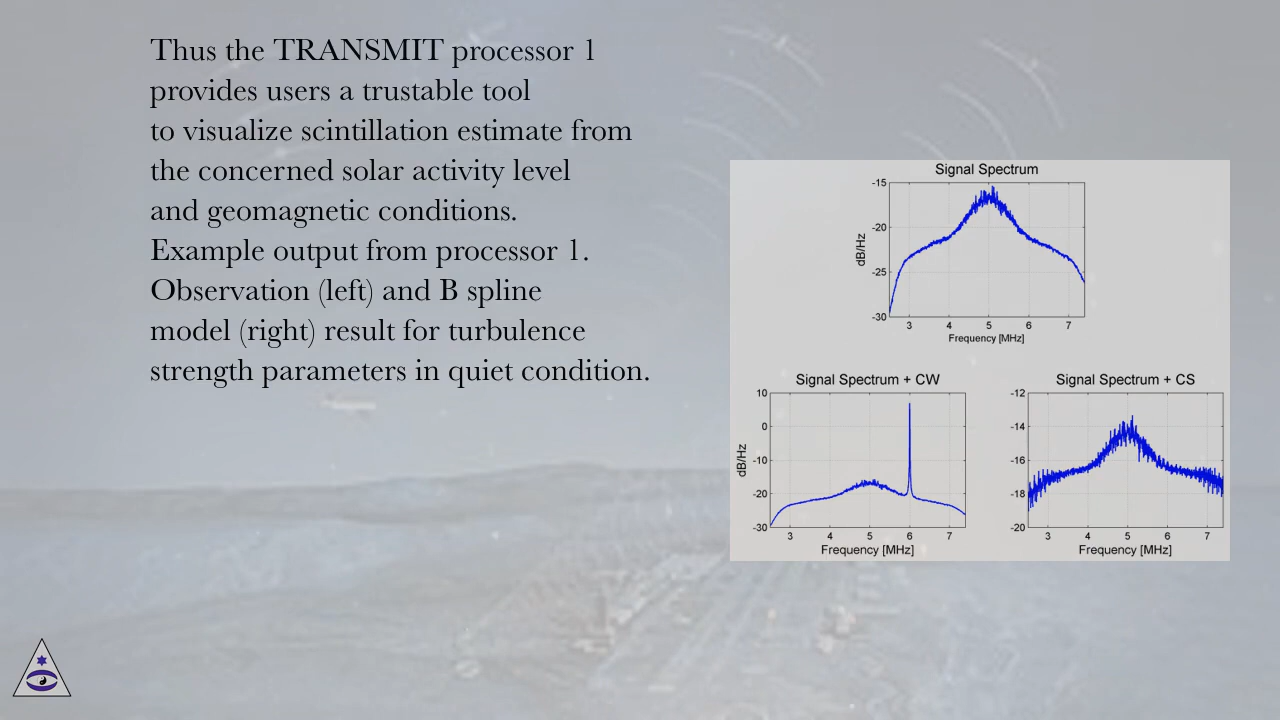 Thus the TRANSMIT processor 1
provides users a trustable tool
to visualize scintillation estimate from
the concerned solar activity level
and geomagnetic conditions.
Example output from processor 1.
Observation (left) and B spline
model (right) result for turbulence
strength parameters in quiet condition.
Signal Spectrum
-15
-20
-25
-30
dB/Hz
3 4 5 6 7
Frequency [MHz]
Signal Spectrum + CW
10
0
-10
-20
-30
dB/Hz
3 4 5 6 7
Frequency [MHz]
Signal Spectrum + CS
-12
-14
-16
-18
-20
3 4 5 6 7
Frequency [MHz]